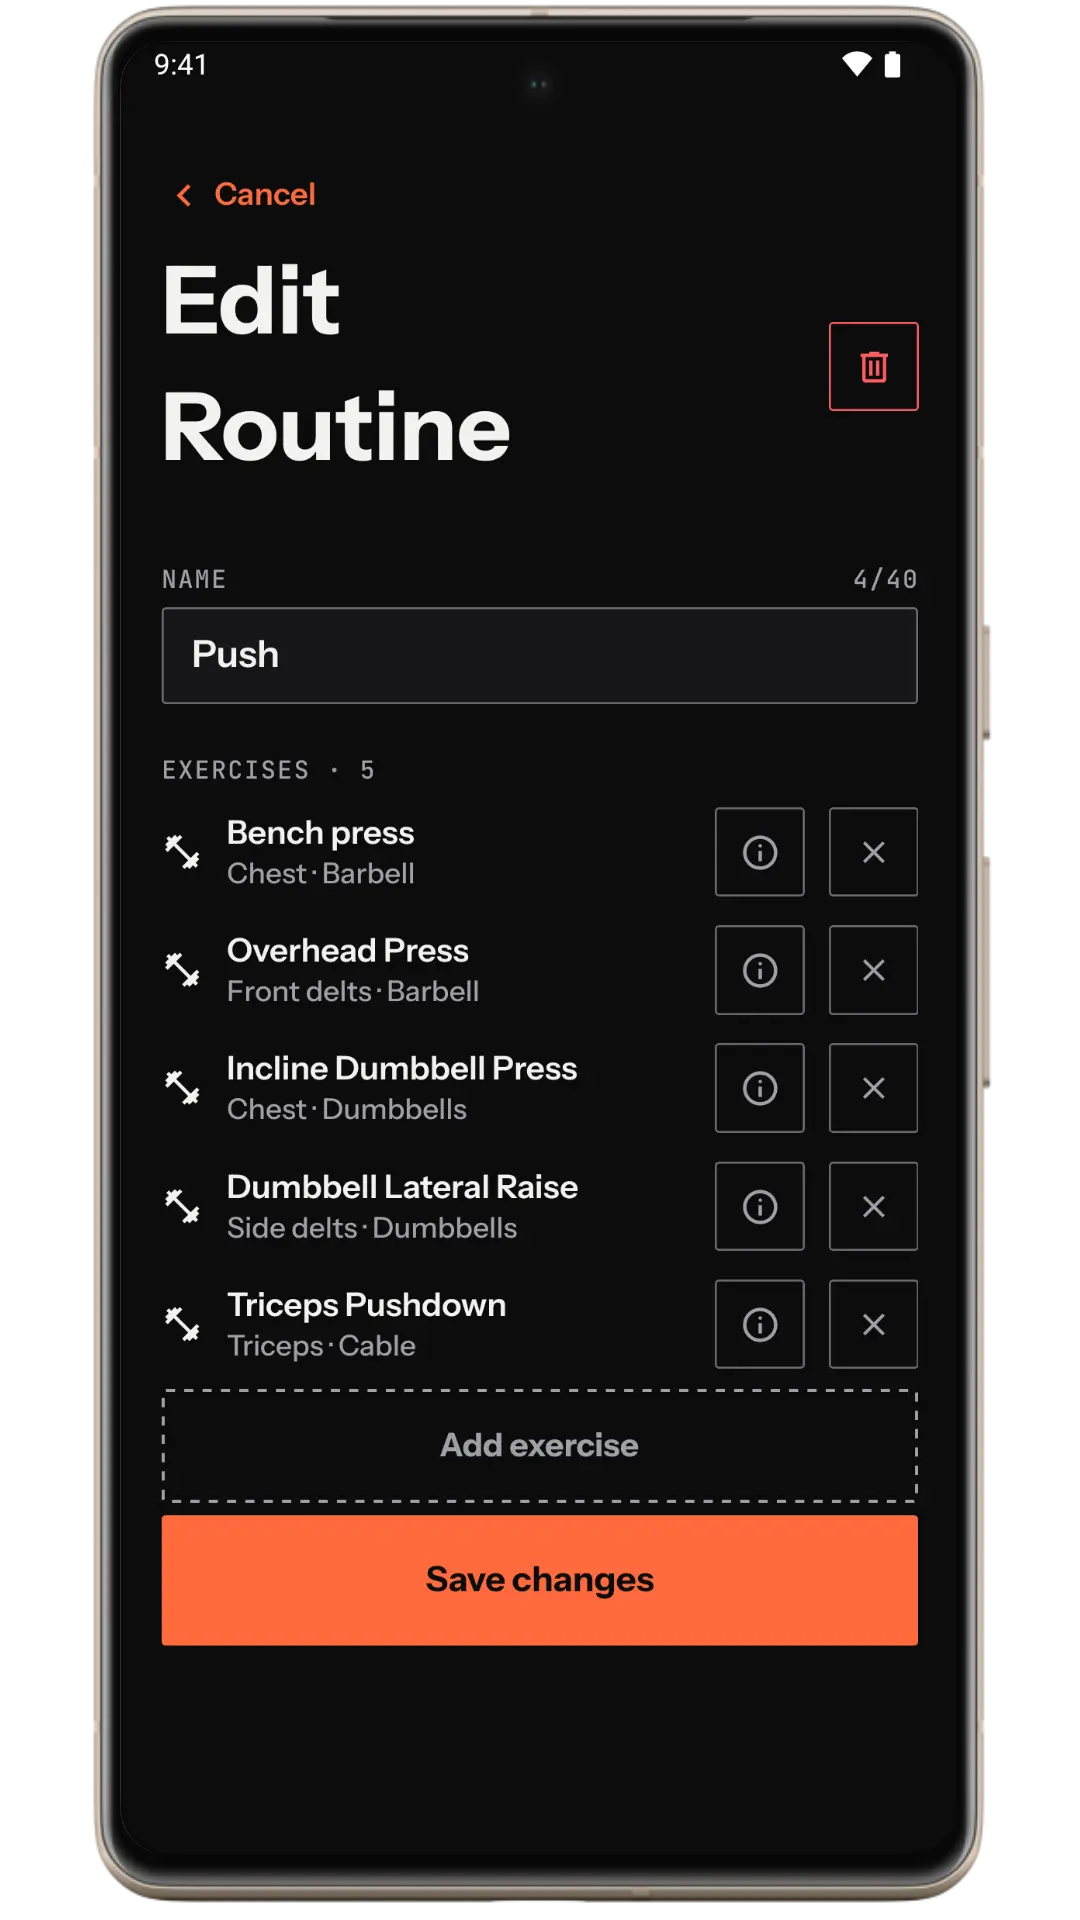 9:41
Cancel
Edit
Routine
NAME 4/40
Push
EXERCISES · 5
Bench press
Chest · Barbell
Overhead Press
Front delts · Barbell
Incline Dumbbell Press
Chest · Dumbbells
Dumbbell Lateral Raise
Side delts · Dumbbells
Triceps Pushdown
Triceps · Cable
Add exercise
Save changes